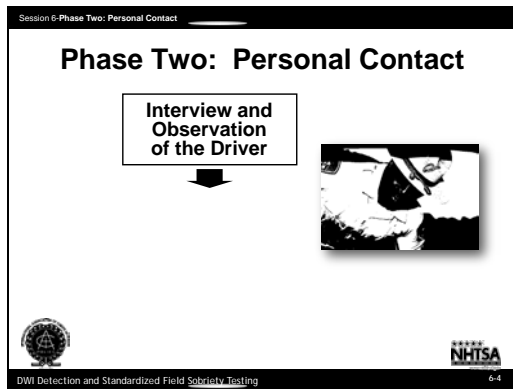 Session 6-Phase Two: Personal Contact
Phase Two: Personal Contact
Interview and
Observation
of the Driver
NHTSA
DWI Detection and Standardized Field Sobriety Testing
6-4